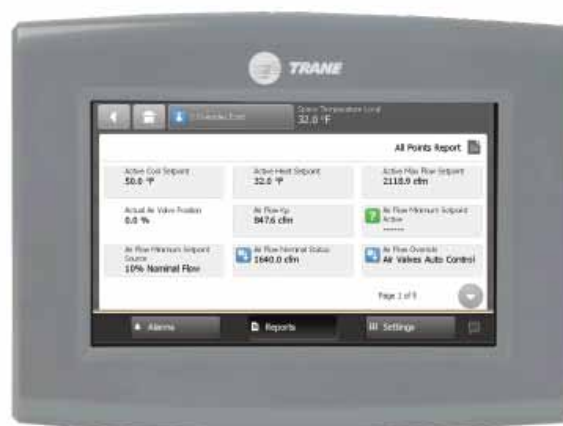 TRANE
Overrides Exist
Space Temperature Local
32.0 °F
All Points Report
Active Cool Setpoint
50.0 °F
Active Heat Setpoint
32.0 °F
Active Max Flow Setpoint
2118.9 cfm
Actual Air Valve Position
0.0 %
Air Flow Kp
847.6 cfm
Air Flow Minimum Setpoint
Active
------
Air Flow Minimum Setpoint
Source
10% Nominal Flow
Air Flow Nominal Status
1640.0 cfm
Air Flow Override
Air Valves Auto Control
Page 1 of
Alarms
Reports
Settings